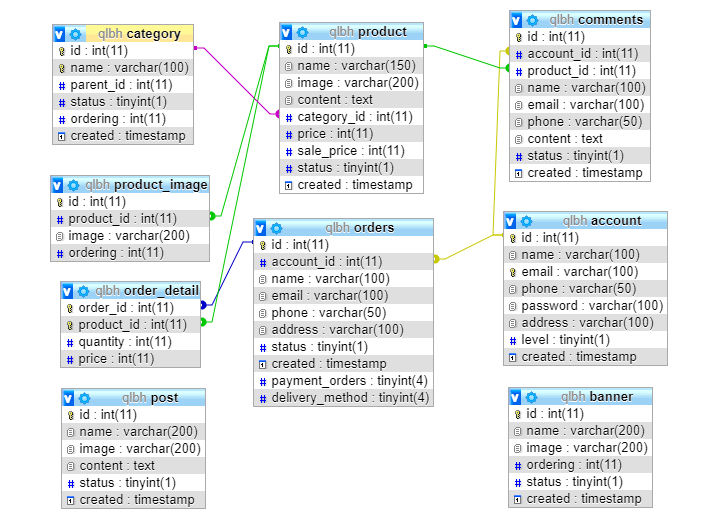 qlbh category
id : int(11)
name : varchar(100)
parent_id : int(11)
status : tinyint(1)
ordering : int(11)
created : timestamp
qlbh product
id : int(11)
name : varchar(150)
image : varchar(200)
content : text
category_id : int(11)
price : int(11)
sale_price : int(11)
status : tinyint(1)
created : timestamp
qlbh comments
id : int(11)
account_id : int(11)
product_id : int(11)
name : varchar(100)
email : varchar(100)
phone : varchar(50)
content : text
status : tinyint(1)
created : timestamp
qlbh product_image
id : int(11)
product_id : int(11)
image : varchar(200)
ordering : int(11)
qlbh orders
id : int(11)
account_id : int(11)
name : varchar(100)
email : varchar(100)
phone : varchar(50)
address : varchar(100)
status : tinyint(1)
created : timestamp
payment_orders : tinyint(4)
delivery_method : tinyint(4)
qlbh account
id : int(11)
name : varchar(100)
email : varchar(100)
phone : varchar(50)
password : varchar(100)
address : varchar(100)
level : tinyint(1)
created : timestamp
qlbh order_detail
order_id : int(11)
product_id : int(11)
quantity : int(11)
price : int(11)
qlbh post
id : int(11)
name : varchar(200)
image : varchar(200)
content : text
status : tinyint(1)
created : timestamp
qlbh banner
id : int(11)
name : varchar(200)
image : varchar(200)
ordering : int(11)
status : tinyint(1)
created : timestamp